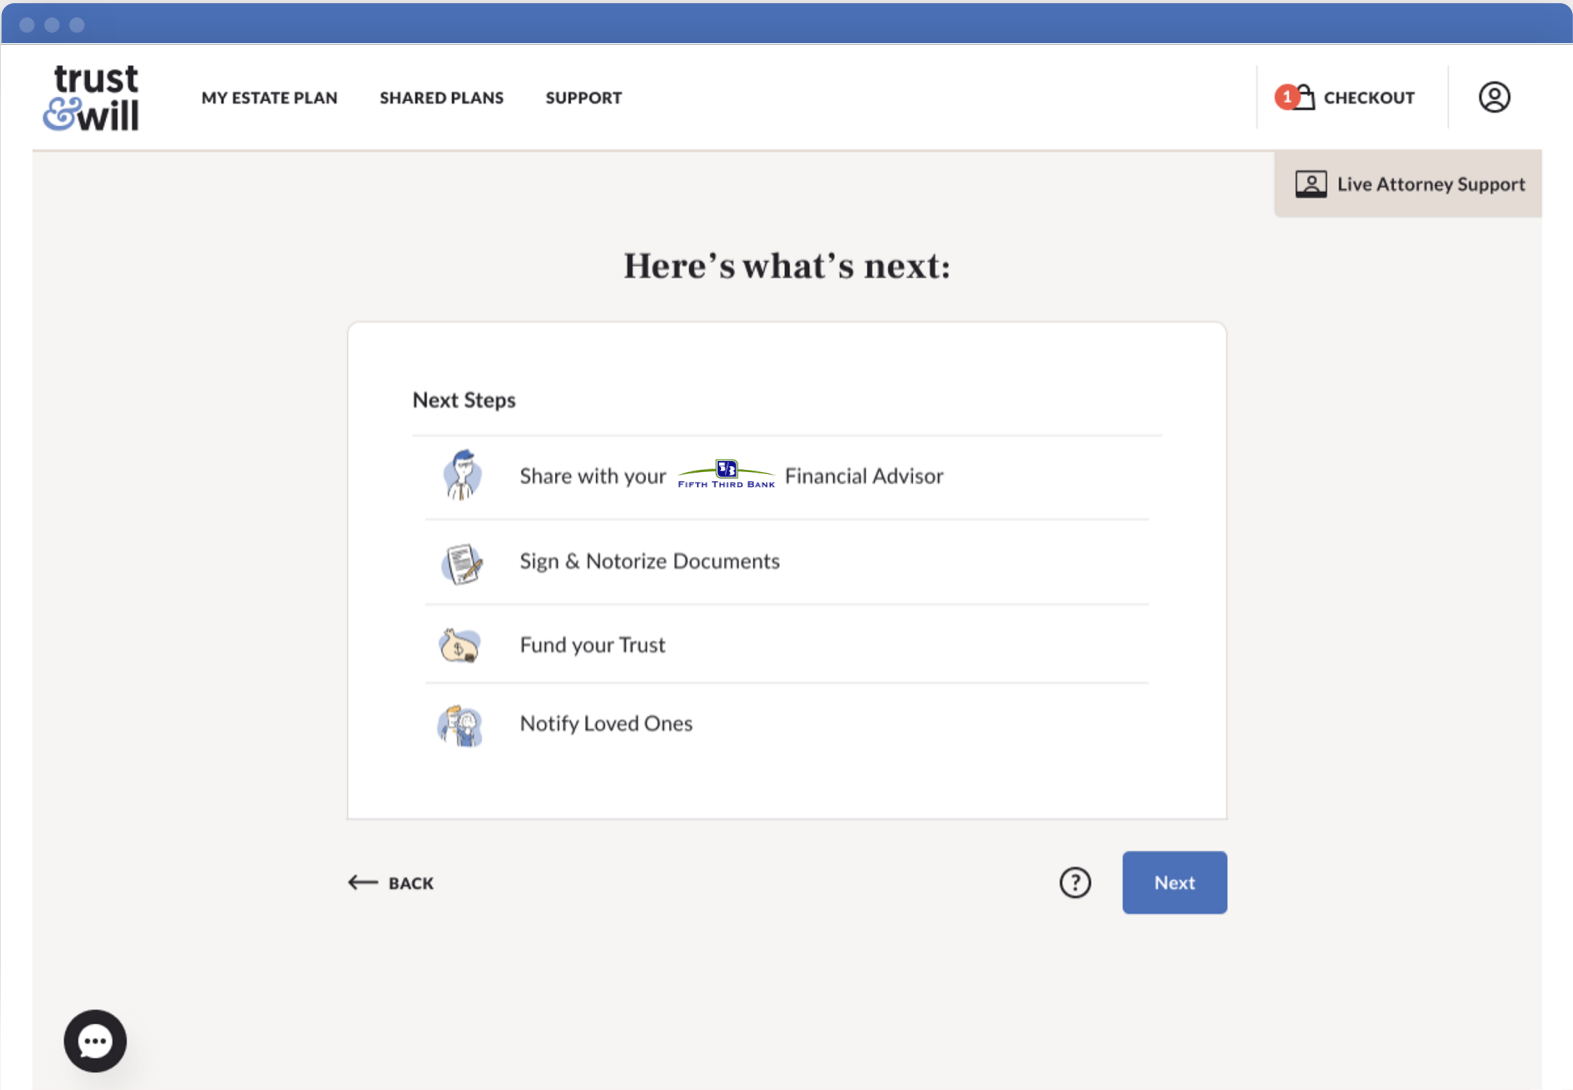 trust
&will
MY ESTATE PLAN
SHARED PLANS
SUPPORT
1
CHECKOUT
Live Attorney Support
Here’s what’s next:
Next Steps
Share with your FIFTH THIRD BANK Financial Advisor
Sign & Notorize Documents
$
Fund your Trust
Notify Loved Ones
BACK
?
Next